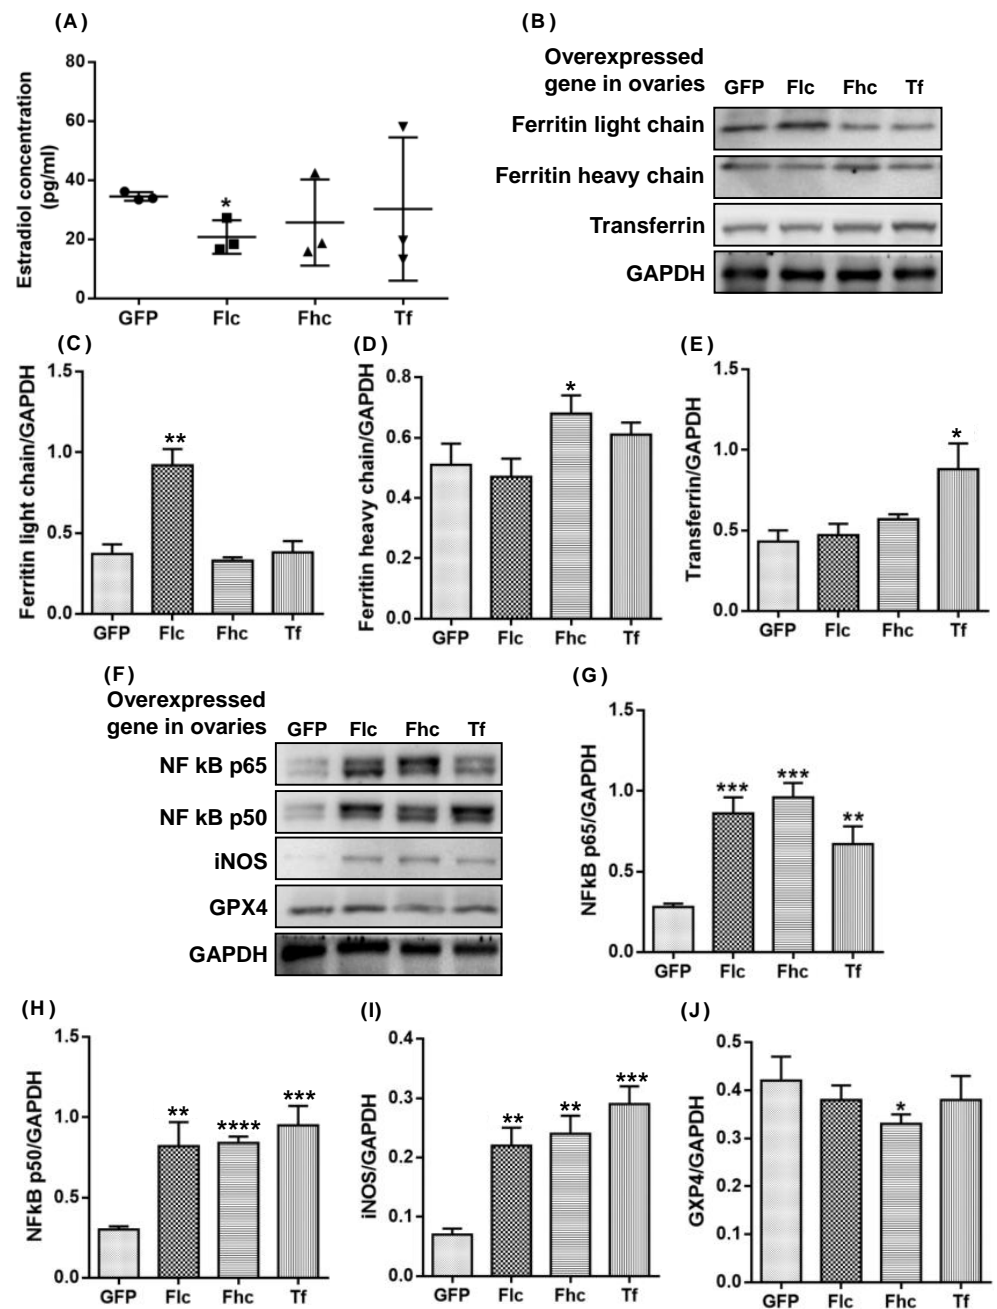 (A)
Estradiol concentration
(pg/ml)
80
60
40
20
0
*
GFP Flc Fhc Tf
(B)
Overexpressed
gene in ovaries GFP Flc Fhc Tf
Ferritin light chain
Ferritin heavy chain
Transferrin
GAPDH
(C)
Ferritin light chain/GAPDH
1.5
1.0
0.5
0.0
**
GFP Flc Fhc Tf
(D)
Ferritin heavy chain/GAPDH
0.8
0.6
0.4
0.2
0.0
*
GFP Flc Fhc Tf
(E)
Transferrin/GAPDH
1.5
1.0
0.5
0.0
*
GFP Flc Fhc Tf
(F)
Overexpressed
gene in ovaries GFP Flc Fhc Tf
NF kB p65
NF kB p50
iNOS
GPX4
GAPDH
(G)
NFkB p65/GAPDH
1.5
1.0
0.5
0.0
*** *** **
GFP Flc Fhc Tf
(H)
NFkB p50/GAPDH
1.5
1.0
0.5
0.0
** **** ***
GFP Flc Fhc Tf
(I)
iNOS/GAPDH
0.4
0.3
0.2
0.1
0.0
** ** ***
GFP Flc Fhc Tf
(J)
GXP4/GAPDH
0.5
0.4
0.3
0.2
0.1
0.0
*
GFP Flc Fhc Tf